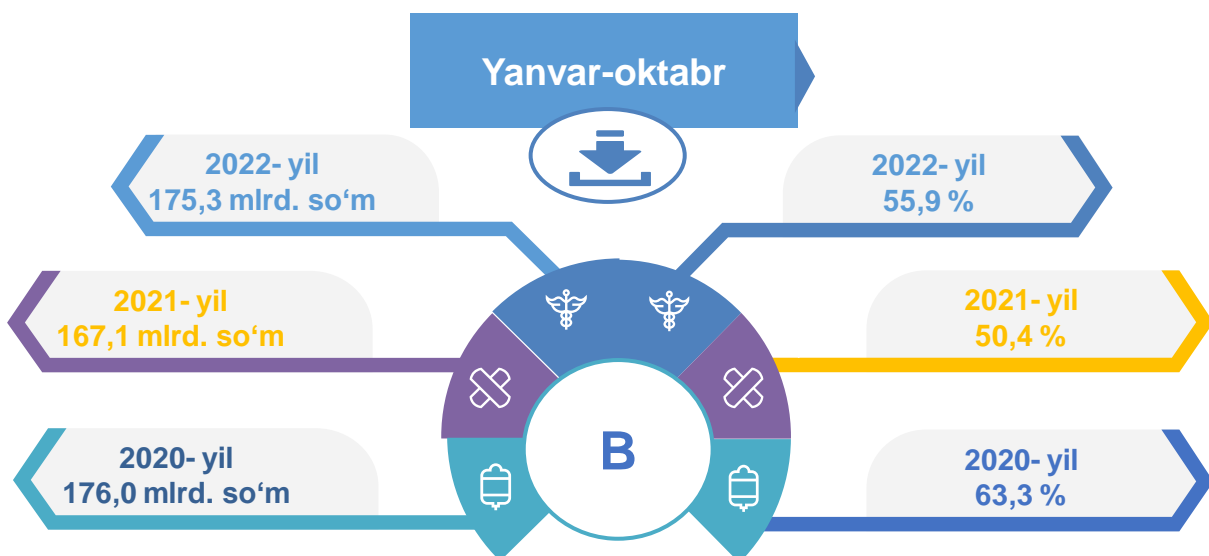 Yanvar-oktabr
2022- yil
175,3 mlrd. so‘m
2022- yil
55,9 %
2021- yil
167,1 mlrd. so‘m
2021- yil
50,4 %
2020- yil
176,0 mlrd. so‘m
2020- yil
63,3 %
B